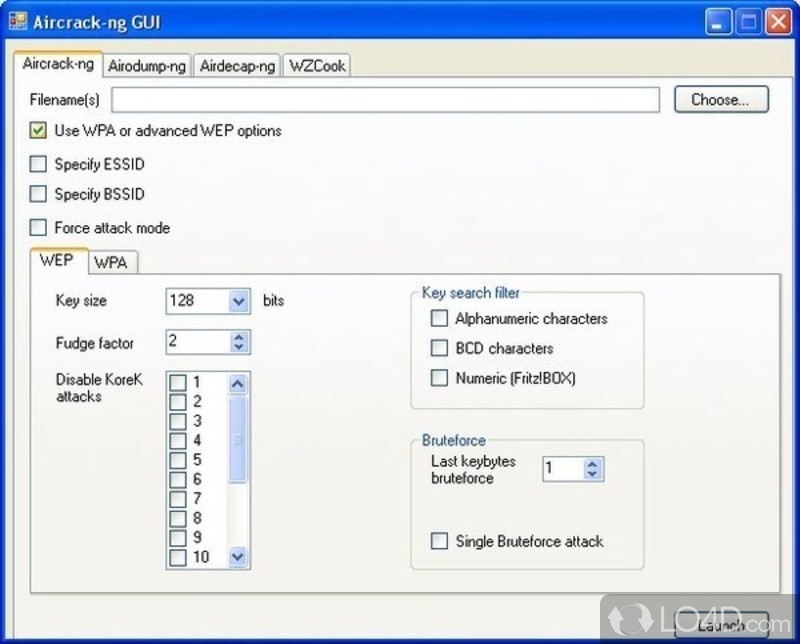 Aircrack-ng GUI
Aircrack-ng Airodump-ng Airdecap-ng WZCook
Filename(s) Choose...
Use WPA or advanced WEP options
Specify ESSID
Specify BSSID
Force attack mode
WEP WPA
Key size 128 bits
Fudge factor 2
Disable KoreK attacks
1
2
3
4
5
6
7
8
9
10
Key search filter
Alphanumeric characters
BCD characters
Numeric (Fritz!BOX)
Bruteforce
Last keybytes
bruteforce 1
Single Bruteforce attack
Launch
LO4D.com